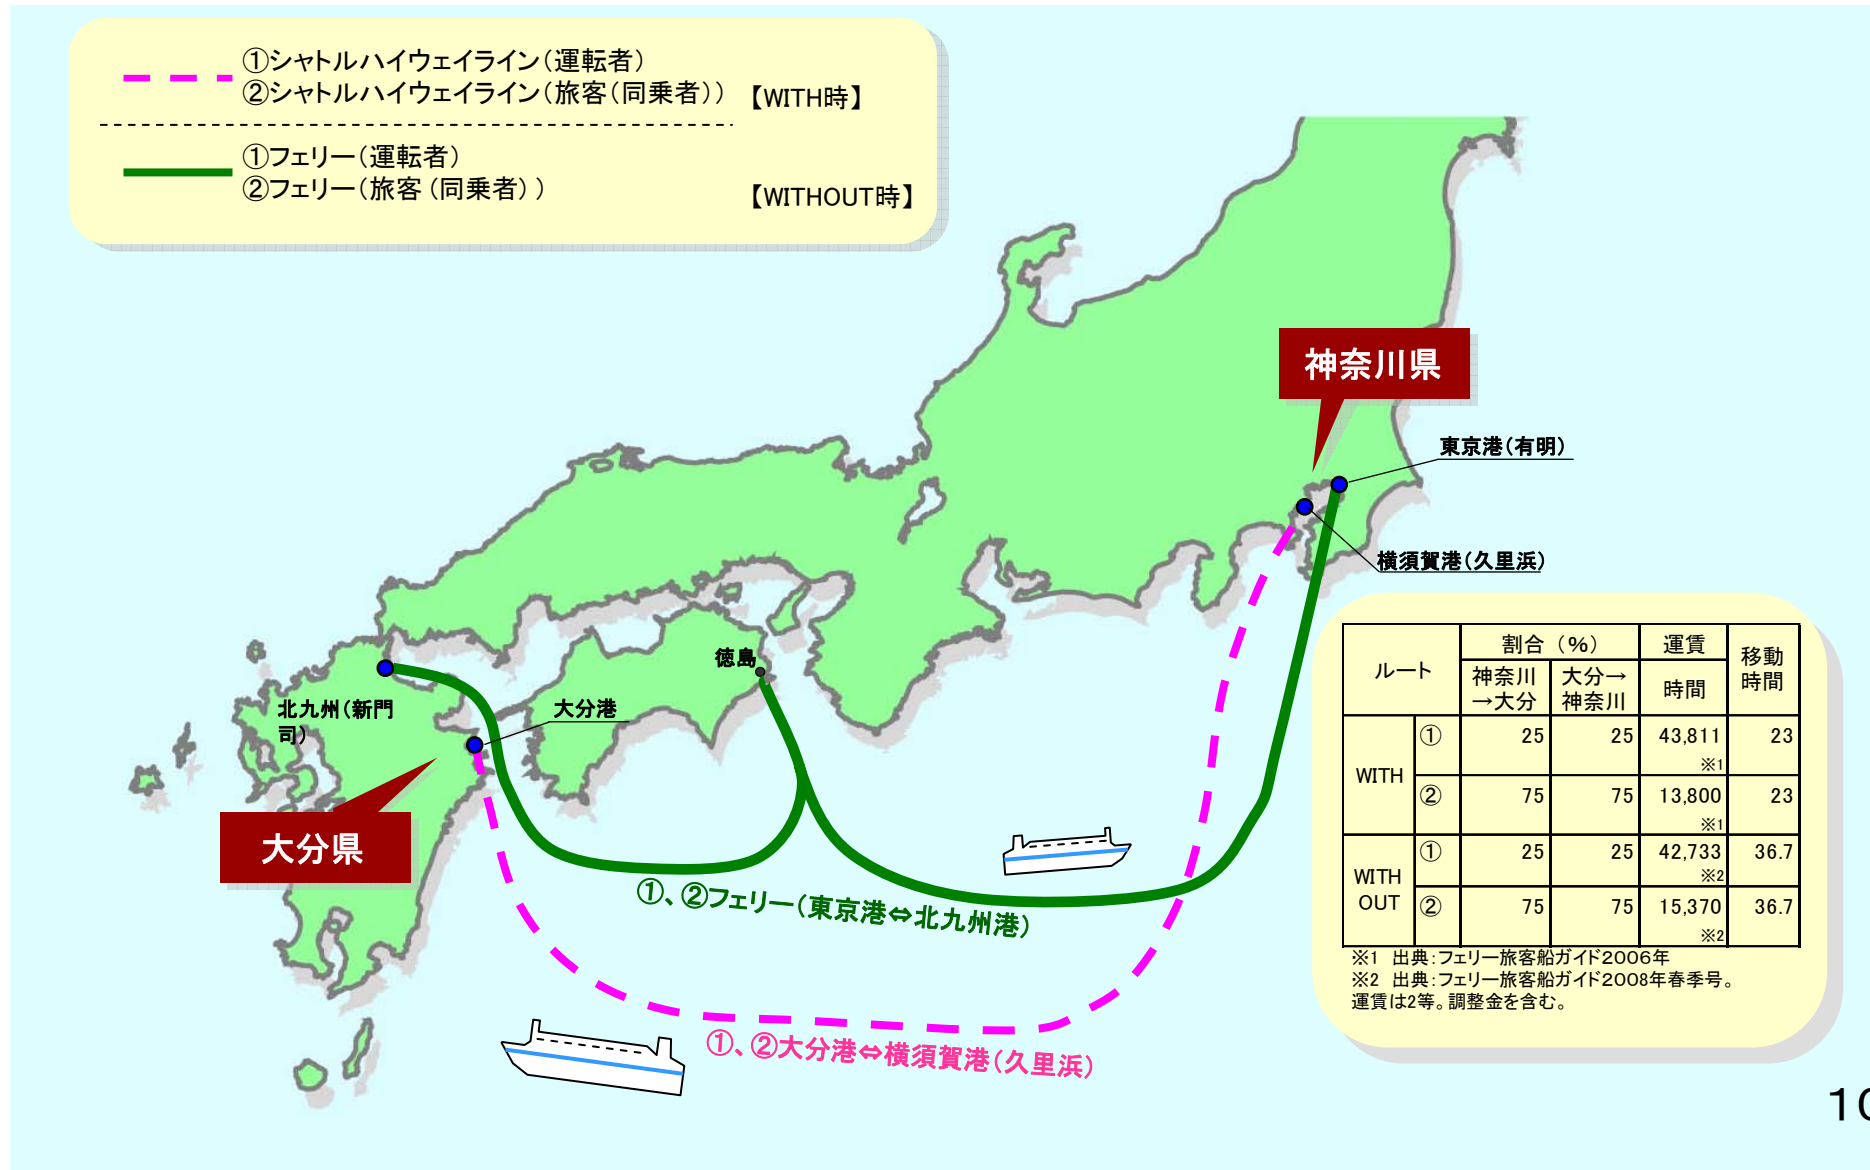 ①シャトルハイウェイライン(運転者)
②シャトルハイウェイライン(旅客(同乗者)) 【WITH時】
①フェリー(運転者)
②フェリー(旅客(同乗者)) 【WITHOUT時】
神奈川県
東京港(有明)
横須賀港(久里浜)
徳島
北九州(新門
司)
大分港
大分県
①、②フェリー(東京港⇔北九州港)
①、②大分港⇔横須賀港(久里浜)
ルート 割合(%) 運賃 移動
時間
神奈川
→大分 大分→
神奈川 時間
WITH ① 25 25 43,811 23
※1
② 75 75 13,800 23
※1
WITH
OUT ① 25 25 42,733 36.7
※2
② 75 75 15,370 36.7
※2
※1 出典:フェリー旅客船ガイド2006年
※2 出典:フェリー旅客船ガイド2008年春季号。
運賃は2等。調整金を含む。